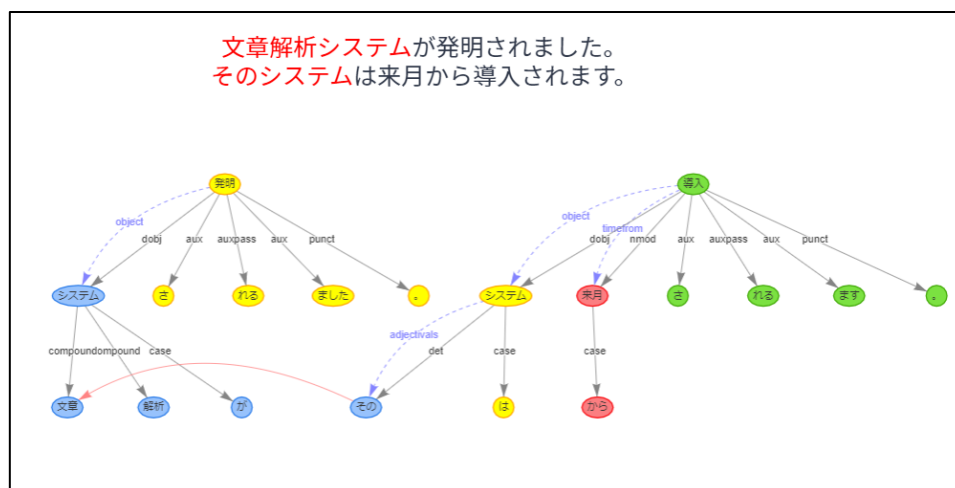 文章解析システムが発明されました。
そのシステムは来月から導入されます。
発明 導入
object object
timefrom
dobj aux auxpass aux punct dobj nmod aux auxpass aux punct
システム さ れる ました 。 システム 来月 さ れる ます 。
adjectivals
compound ompound case det case case
文章 解析 が その は から